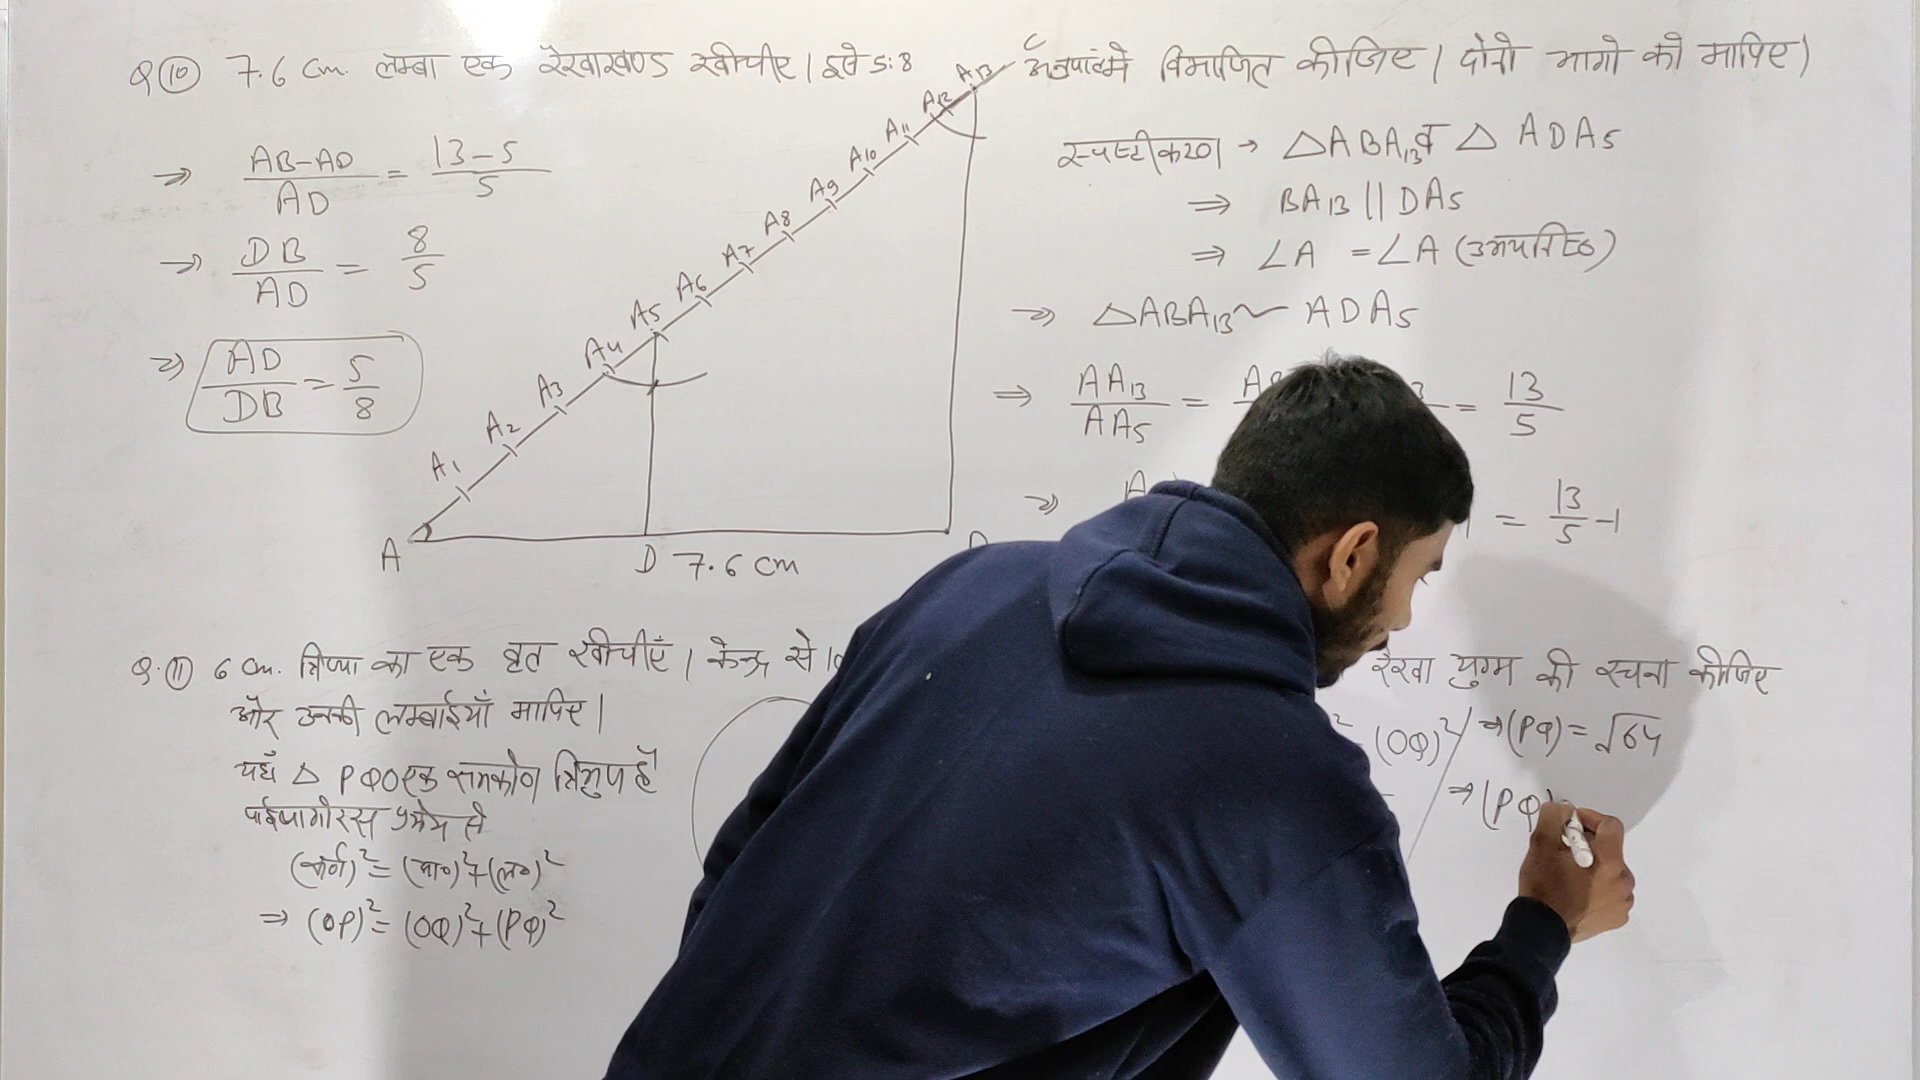 Q 10 7.6 cm. लम्बा एक रेखाखण्ड खीचीए। इसे 5:8 अनुपात में विभाजित कीजिए। दोनो भागो को मापिए।
⇒ AB-AD/AD = 13-5/5
⇒ DB/AD = 8/5
⇒ AD/DB = 5/8
A1
A2
A3
A4
A5
A6
A7
A8
A9
A10
A11
A12
A13
C
A
D 7.6 cm
स्पष्टीकरण → △ABA13 व △ADA5
⇒ BA13 || DA5
⇒ ∠A = ∠A (उभयनिष्ठ)
⇒ △ABA13 ~ ADA5
⇒ AA13/AA5 = = 13/5
⇒ = 13/5 -1
Q. 11 6 cm. त्रिज्या का एक वृत खीचीएँ। केन्द्र से 10 रेखा युग्म की रचना कीजिए
और उनकी लम्बाईयाँ मापिए।
यहाँ △ PQO एक समकोण त्रिभुज है
पाईथागोरस प्रमेय से
(कर्ण)² = (आ०)² + (ल०)²
⇒ (OP)² = (OQ)² + (PQ)²
² - (OQ)²
⇒ (PQ) = √64
⇒ (PQ)